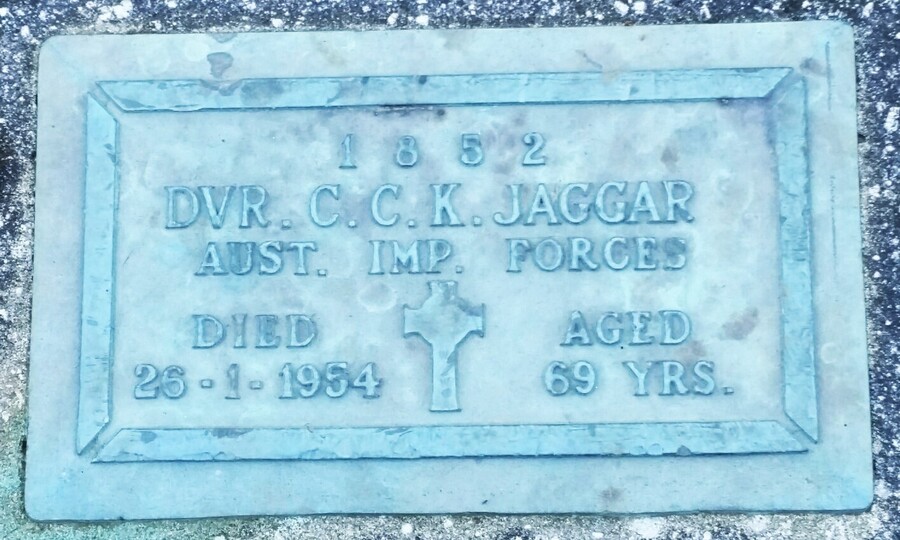 1852
DVR. C. C. K. JAGGAR
AUST. IMP. FORCES
DIED
26-1-1954
AGED
69 YRS.